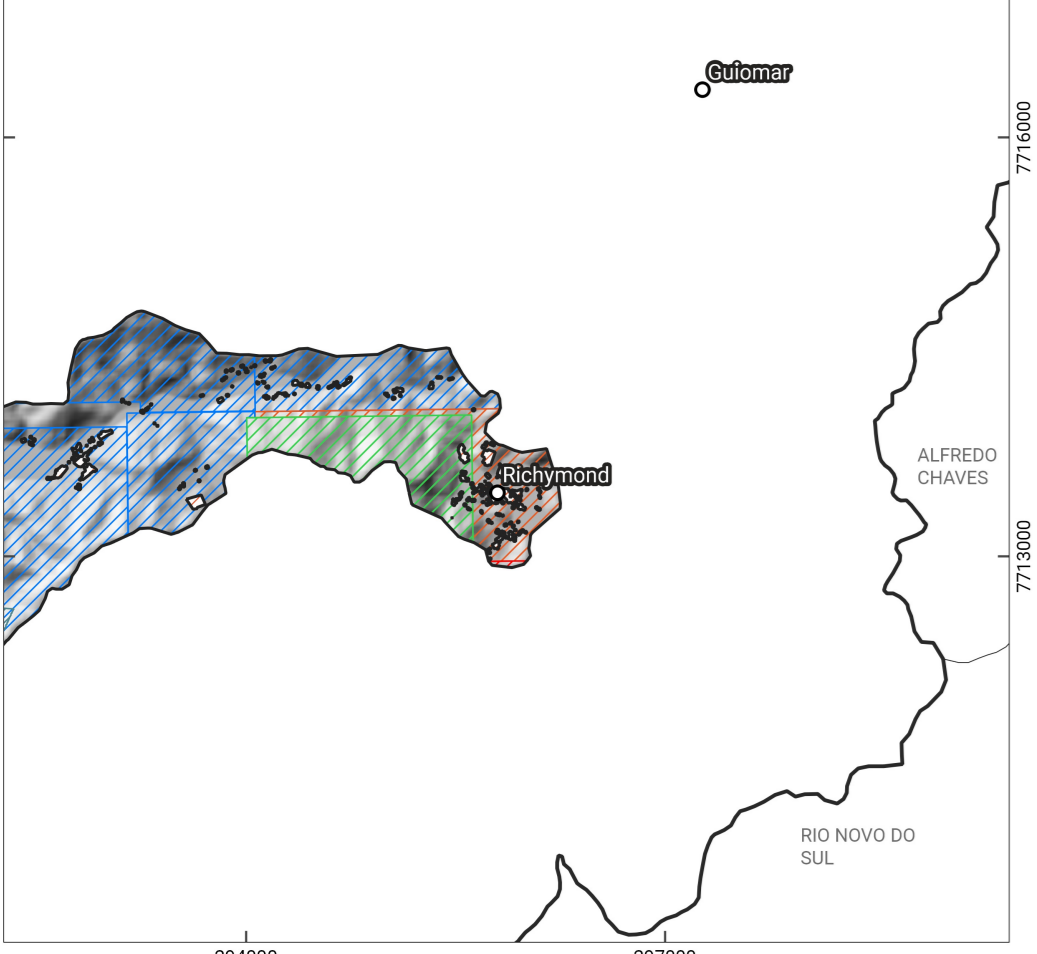 Guiomar
7716000
ALFREDO
CHAVES
Richymond
7713000
RIO NOVO DO
SUL